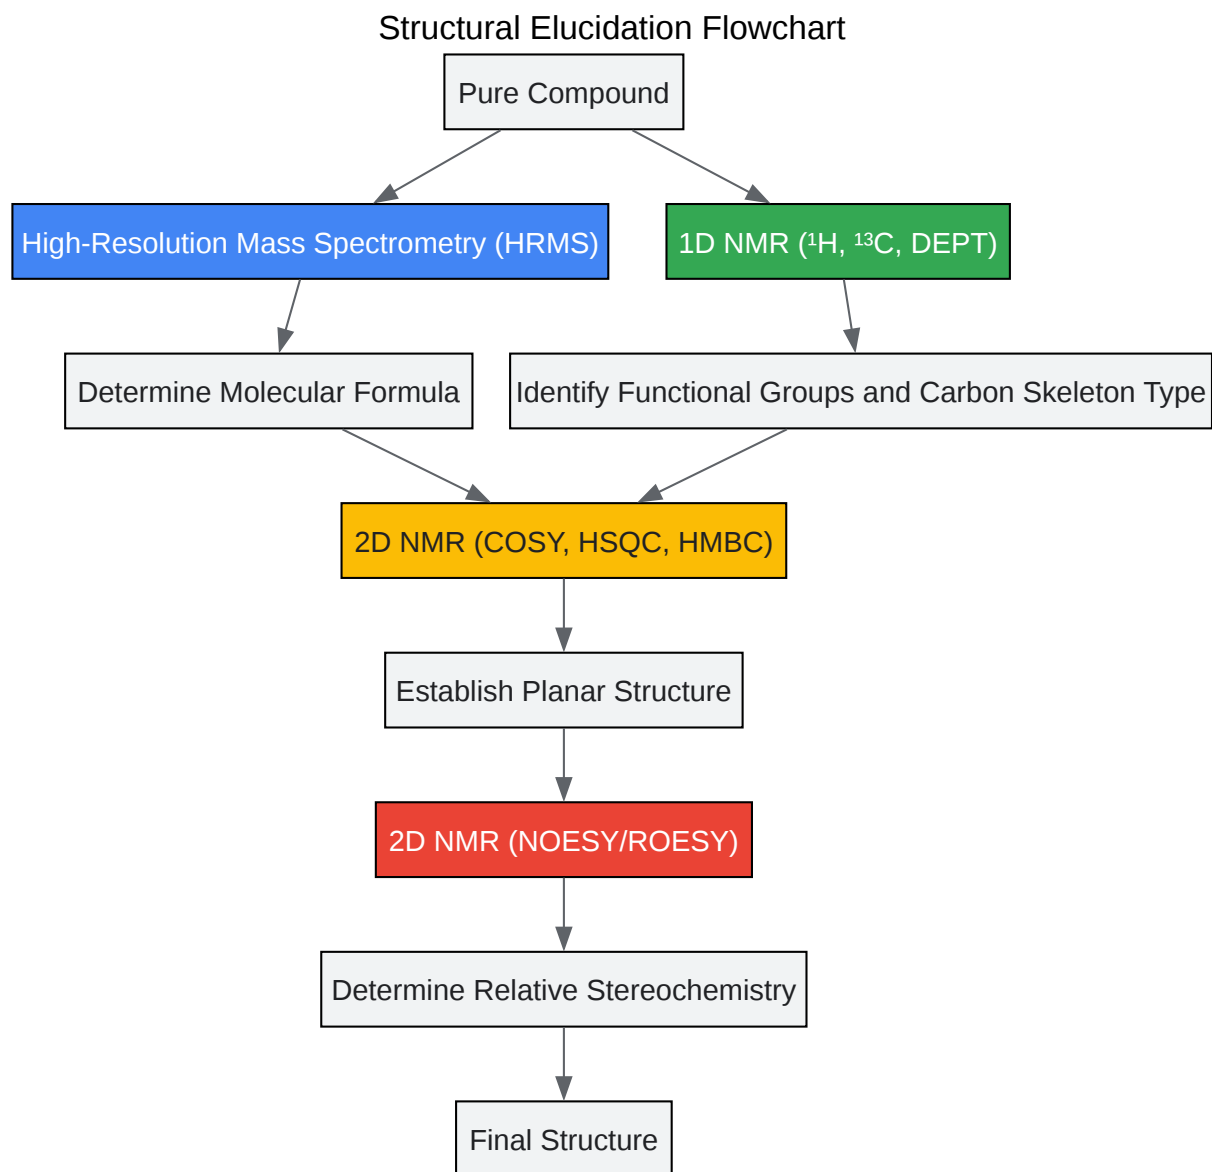 Structural Elucidation Flowchart
Pure Compound
High-Resolution Mass Spectrometry (HRMS)
1D NMR (¹H, ¹³C, DEPT)
Determine Molecular Formula
Identify Functional Groups and Carbon Skeleton Type
2D NMR (COSY, HSQC, HMBC)
Establish Planar Structure
2D NMR (NOESY/ROESY)
Determine Relative Stereochemistry
Final Structure